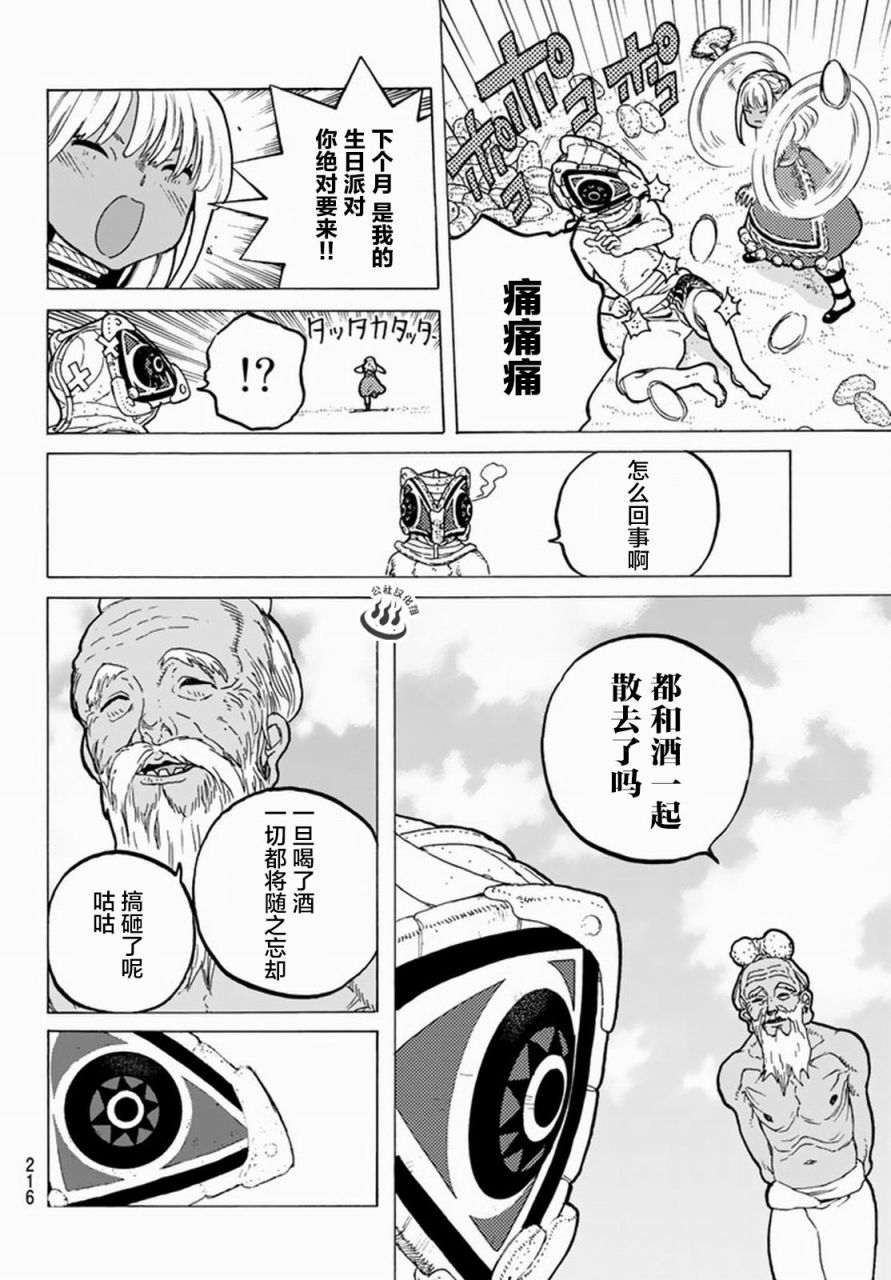 ポコポコポコ
痛痛痛
下个月 是我的
生日派对
你绝对要来!!
タッタカタッタ
!?
怎么回事啊
公社汉化组
都和酒一起
散去了吗
一旦喝了酒
一切都将随之忘却
搞砸了呢
咕咕
216